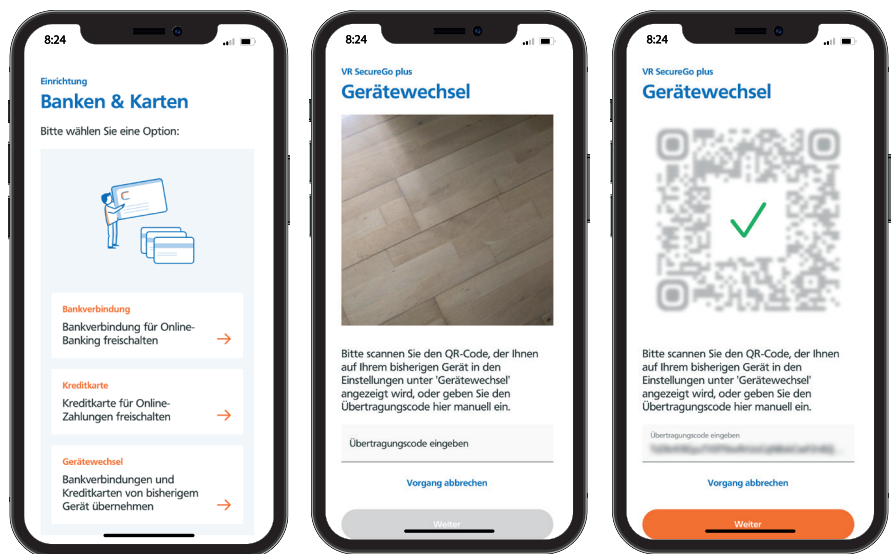 8:24
Einrichtung
Banken & Karten
Bitte wählen Sie eine Option:
Bankverbindung
Bankverbindung für Online-
Banking freischalten
Kreditkarte
Kreditkarte für Online-
Zahlungen freischalten
Gerätewechsel
Bankverbindungen und
Kreditkarten von bisherigem
Gerät übernehmen
8:24
VR SecureGo plus
Gerätewechsel
Bitte scannen Sie den QR-Code, der Ihnen
auf Ihrem bisherigen Gerät in den
Einstellungen unter 'Gerätewechsel'
angezeigt wird, oder geben Sie den
Übertragungscode hier manuell ein.
Übertragungscode eingeben
Vorgang abbrechen
Weiter
8:24
VR SecureGo plus
Gerätewechsel
Bitte scannen Sie den QR-Code, der Ihnen
auf Ihrem bisherigen Gerät in den
Einstellungen unter 'Gerätewechsel'
angezeigt wird, oder geben Sie den
Übertragungscode hier manuell ein.
Übertragungscode eingeben
Vorgang abbrechen
Weiter